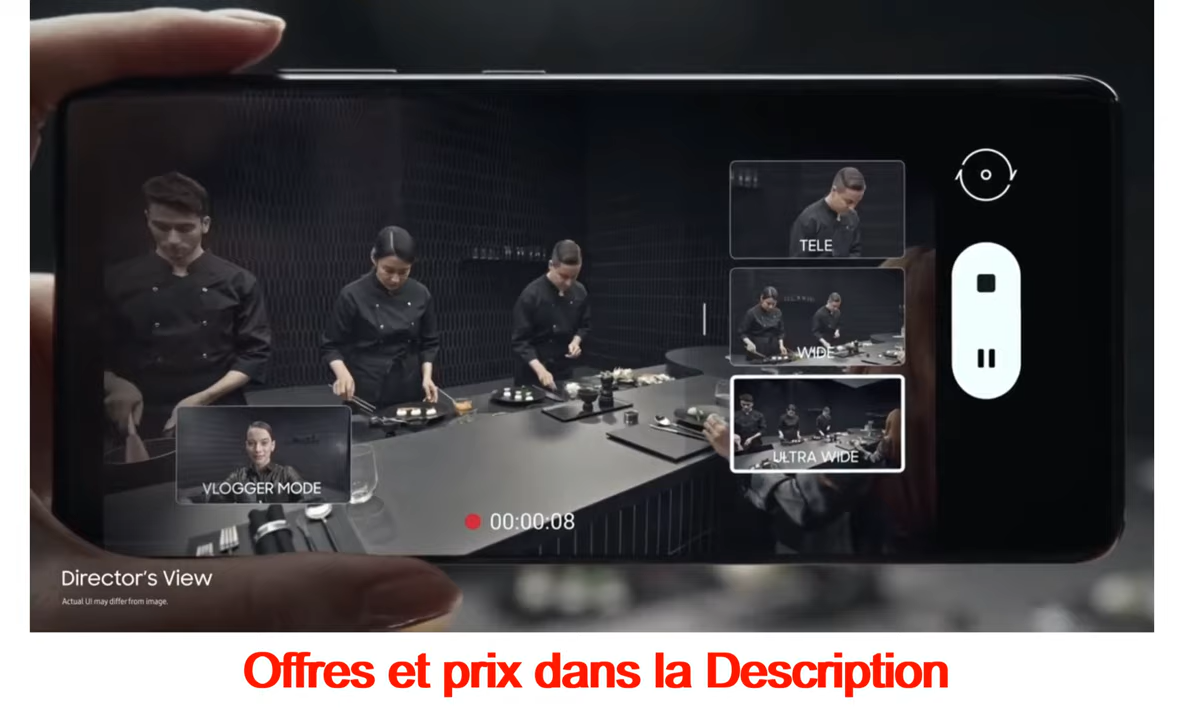 TELE
WIDE
ULTRA WIDE
VLOGGER MODE
00:00:08
Director's View
Actual UI may differ from image.
Offres et prix dans la Description